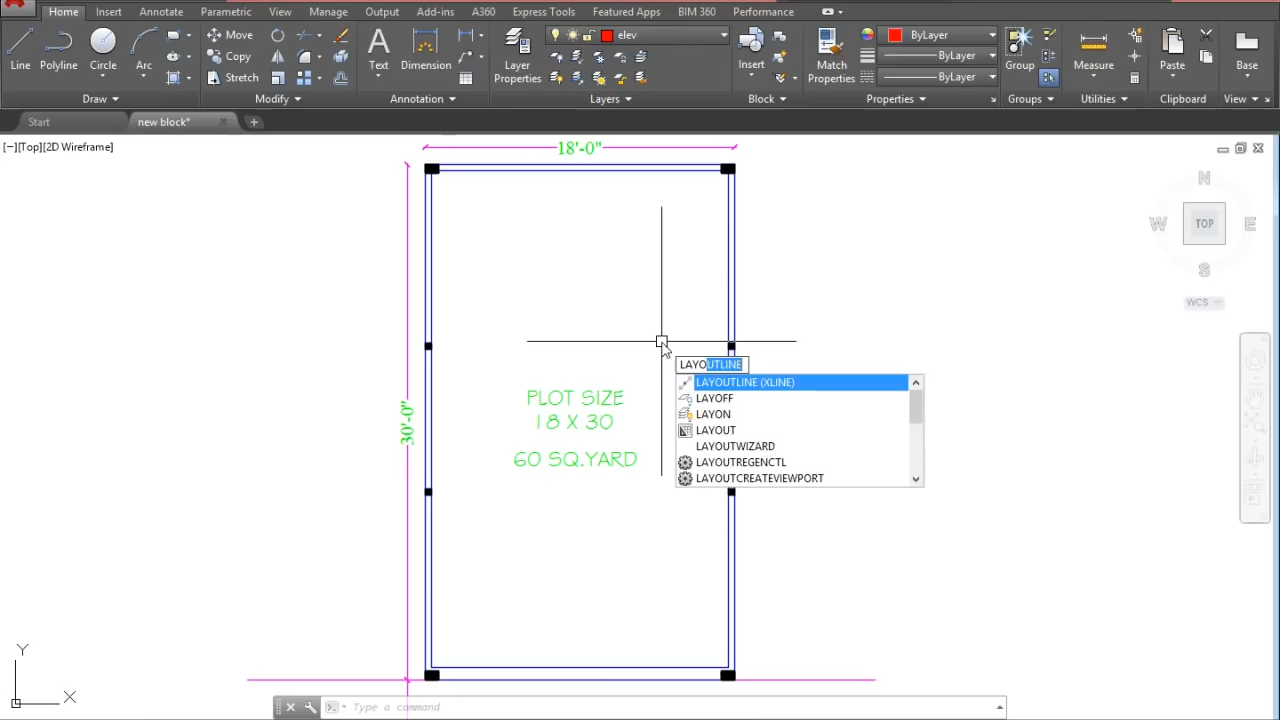 Home Insert Annotate Parametric View Manage Output Add-ins A360 Express Tools Featured Apps BIM 360 Performance
Line Polyline Circle Arc
Move
Copy
Stretch
Text Dimension
Layer
Properties
elev
Insert
Match
Properties
ByLayer
ByLayer
ByLayer
Group
Measure
Paste
Base
Draw Modify Annotation Layers Block Properties Groups Utilities Clipboard View
Start new block*
[−][Top][2D Wireframe]
18'-0"
30'-0"
N
W TOP E
S
WCS
LAYOUTLINE
LAYOUTLINE (XLINE)
LAYOFF
LAYON
LAYOUT
LAYOUTWIZARD
LAYOUTREGENCTL
LAYOUTCREATEVIEWPORT
PLOT SIZE
18 X 30
60 SQ.YARD
Y
X
Type a command